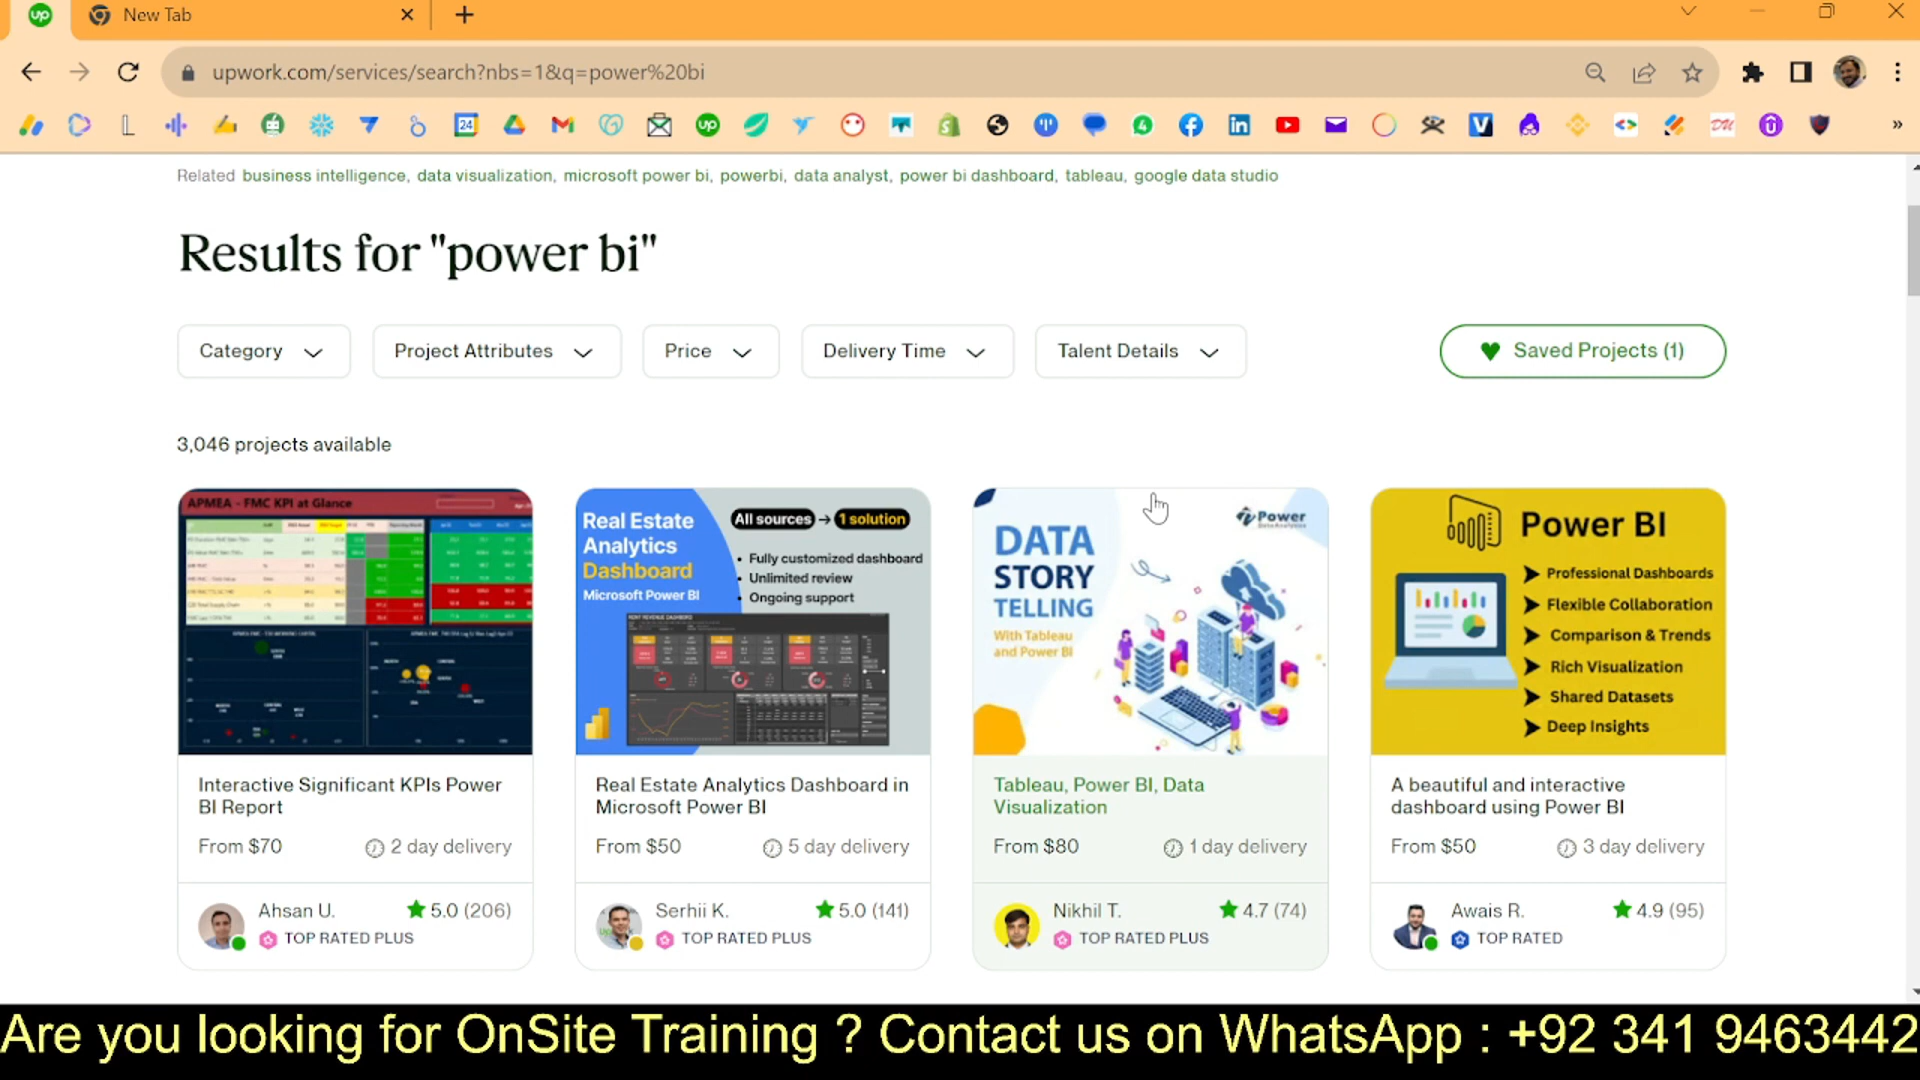 New Tab
upwork.com/services/search?nbs=1&q=power%20bi
Related business intelligence, data visualization, microsoft power bi, powerbi, data analyst, power bi dashboard, tableau, google data studio
Results for "power bi"
Category
Project Attributes
Price
Delivery Time
Talent Details
Saved Projects (1)
3,046 projects available
APMEA - FMC KPI at Glance
Real Estate
Analytics
Dashboard
Microsoft Power BI
All sources → 1 solution
• Fully customized dashboard
• Unlimited review
• Ongoing support
DATA
STORY
TELLING
With Tableau
and Power BI
Power
Power BI
Professional Dashboards
Flexible Collaboration
Comparison & Trends
Rich Visualization
Shared Datasets
Deep Insights
Interactive Significant KPIs Power
BI Report
From $70
2 day delivery
Ahsan U.
5.0 (206)
TOP RATED PLUS
Real Estate Analytics Dashboard in
Microsoft Power BI
From $50
5 day delivery
Serhii K.
5.0 (141)
TOP RATED PLUS
Tableau, Power BI, Data
Visualization
From $80
1 day delivery
Nikhil T.
4.7 (74)
TOP RATED PLUS
A beautiful and interactive
dashboard using Power BI
From $50
3 day delivery
Awais R.
4.9 (95)
TOP RATED
Are you looking for OnSite Training ? Contact us on WhatsApp : +92 341 9463442